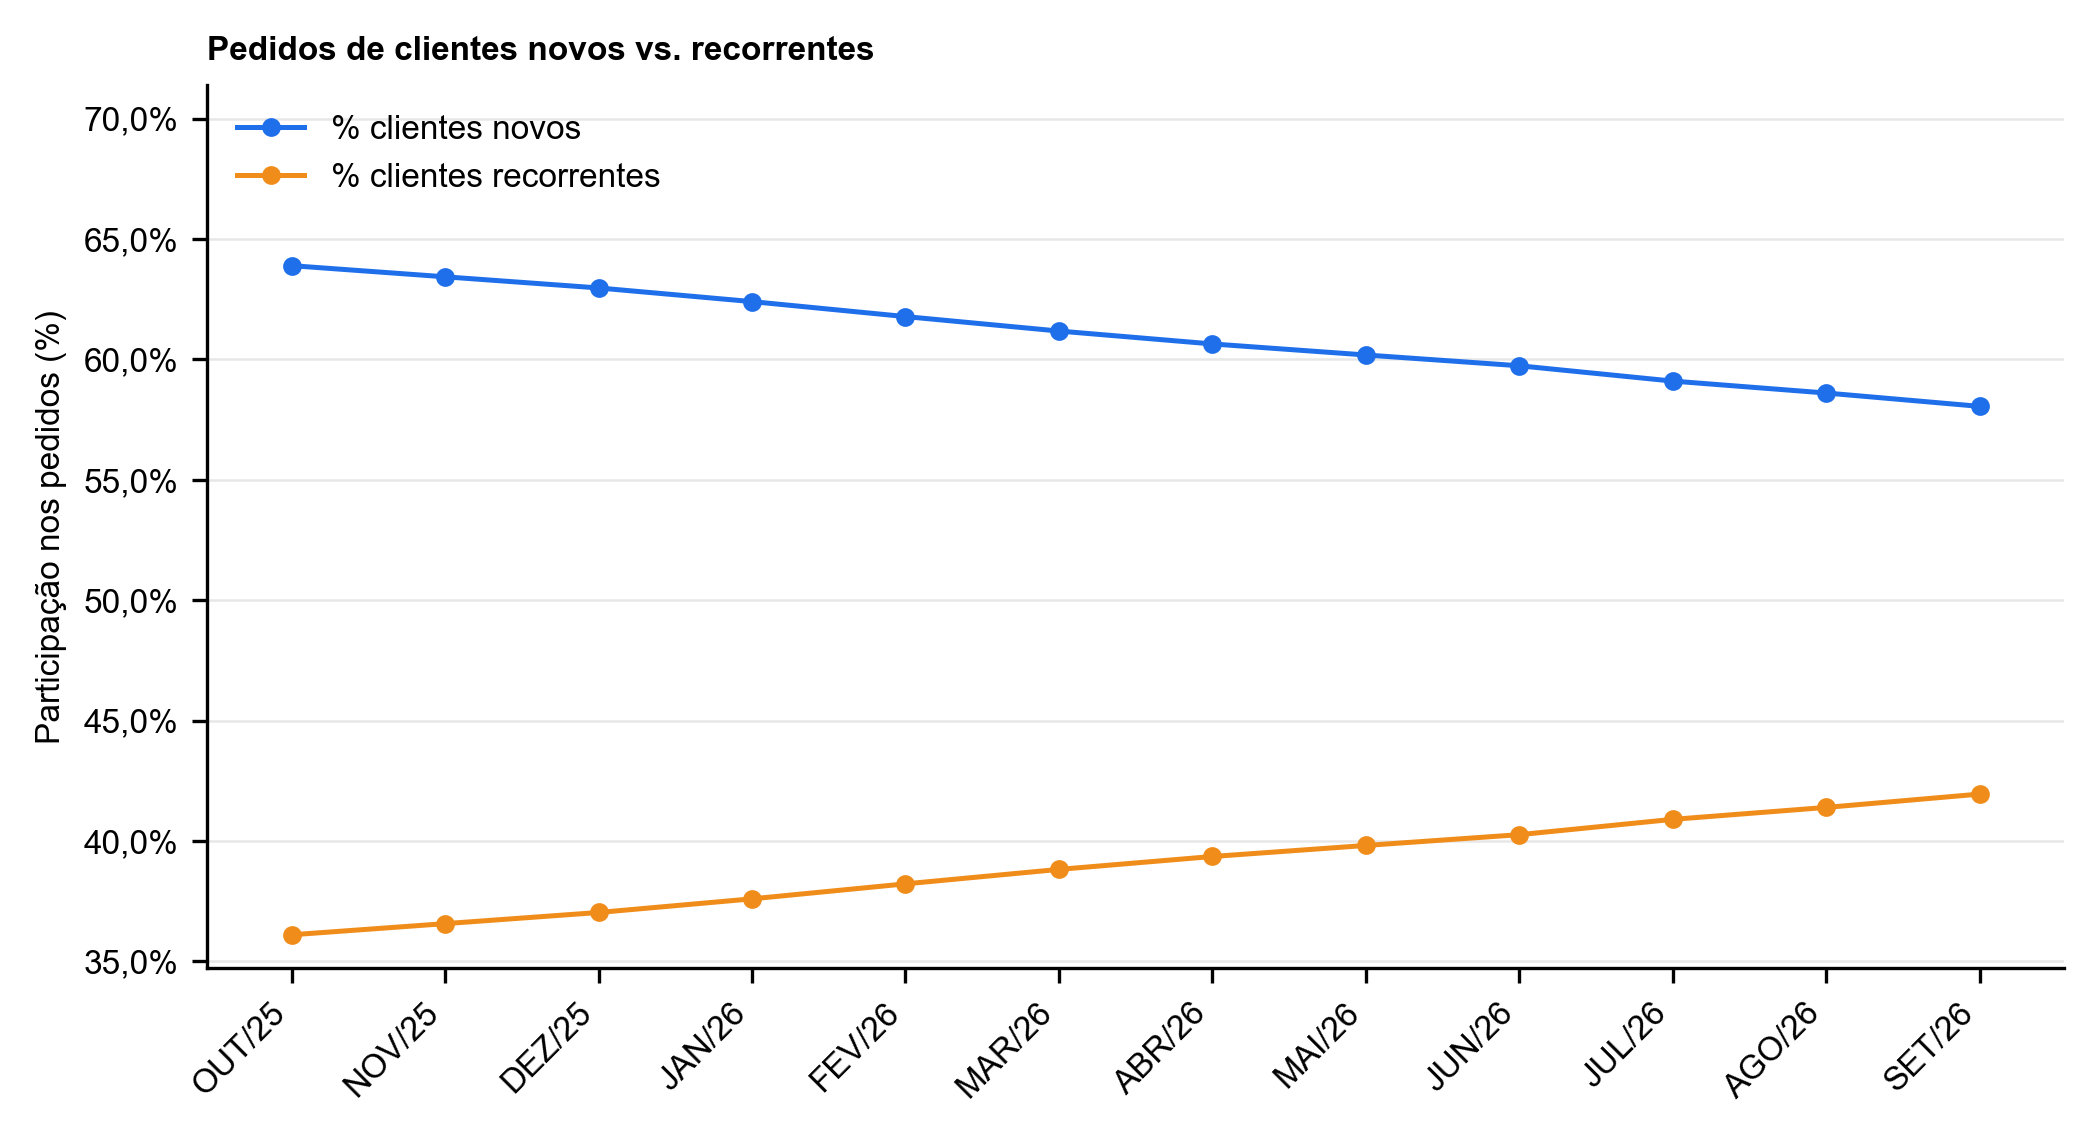 Pedidos de clientes novos vs. recorrentes
% clientes novos
% clientes recorrentes
Participação nos pedidos (%)
70,0%
65,0%
60,0%
55,0%
50,0%
45,0%
40,0%
35,0%
OUT/25
NOV/25
DEZ/25
JAN/26
FEV/26
MAR/26
ABR/26
MAI/26
JUN/26
JUL/26
AGO/26
SET/26